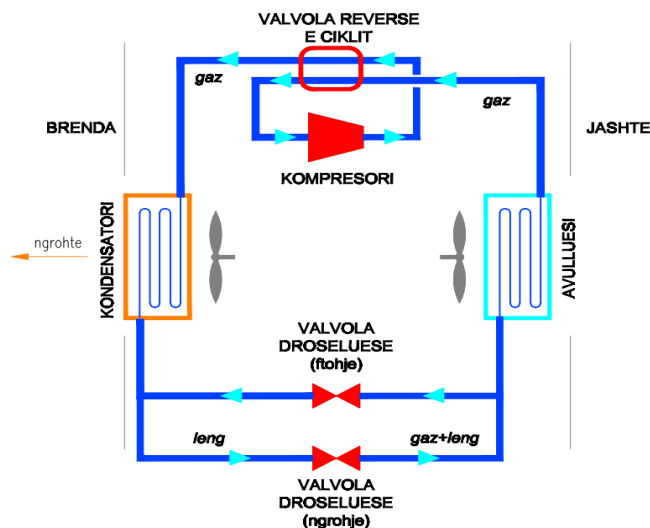 VALVOLA REVERSE
E CIKLIT
gaz
gaz
BRENDA
JASHTE
KOMPRESORI
KONDENSATORI
AVULLUESI
ngrohte
VALVOLA
DROSELUESE
(ftohje)
leng
gaz+leng
VALVOLA
DROSELUESE
(ngrohje)